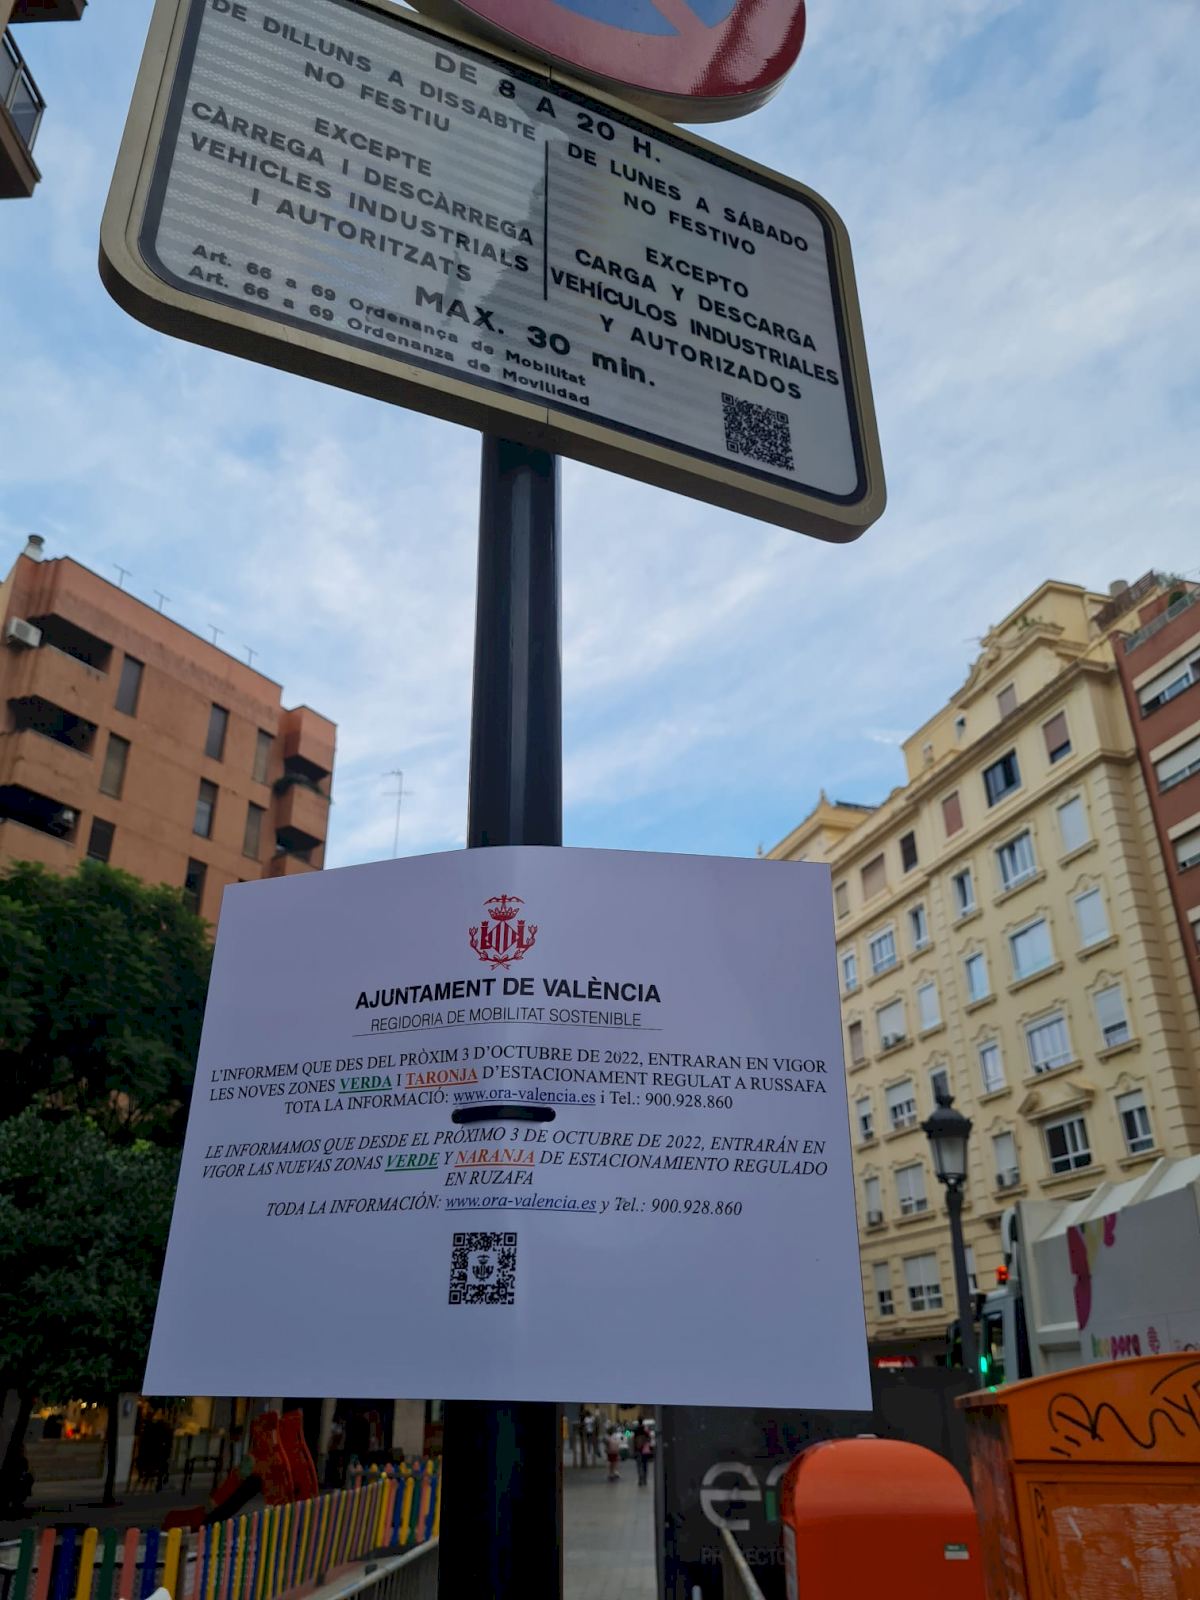 DE 8 A 20 H.
DE DILLUNS A DISSABTE
NO FESTIU
EXCEPTE
CÀRREGA I DESCÀRREGA
VEHICLES INDUSTRIALS
I AUTORITZATS
DE LUNES A SÁBADO
NO FESTIVO
EXCEPTO
CARGA Y DESCARGA
VEHÍCULOS INDUSTRIALES
Y AUTORIZADOS
MAX. 30 min.
Art. 66 a 69 Ordenança de Mobilitat
Art. 66 a 69 Ordenanza de Movilidad
AJUNTAMENT DE VALÈNCIA
REGIDORIA DE MOBILITAT SOSTENIBLE
L'INFORMEM QUE DES DEL PRÒXIM 3 D'OCTUBRE DE 2022, ENTRARAN EN VIGOR
LES NOVES ZONES VERDA I TARONJA D'ESTACIONAMENT REGULAT A RUSSAFA
TOTA LA INFORMACIÓ: www.ora-valencia.es i Tel.: 900.928.860
LE INFORMAMOS QUE DESDE EL PRÓXIMO 3 DE OCTUBRE DE 2022, ENTRARÁN EN
VIGOR LAS NUEVAS ZONAS VERDE Y NARANJA DE ESTACIONAMIENTO REGULADO
EN RUZAFA
TODA LA INFORMACIÓN: www.ora-valencia.es y Tel.: 900.928.860